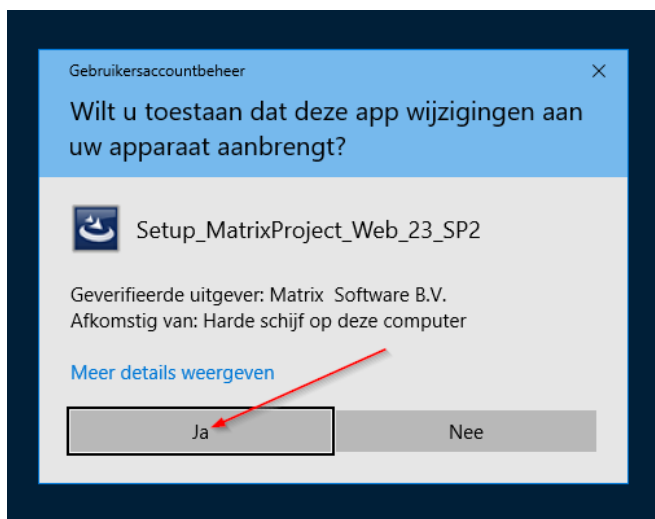 Gebruikersaccountbeheer
Wilt u toestaan dat deze app wijzigingen aan
uw apparaat aanbrengt?
Setup_MatrixProject_Web_23_SP2
Geverifieerde uitgever: Matrix  Software B.V.
Afkomstig van: Harde schijf op deze computer
Meer details weergeven
Ja
Nee